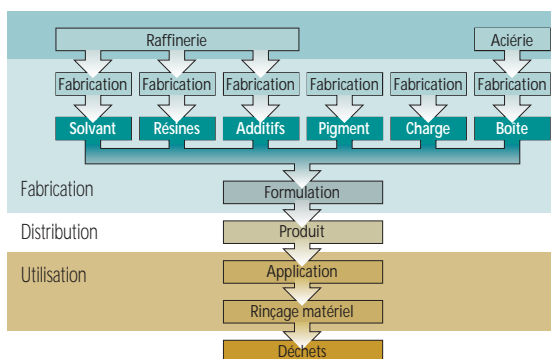 Raffinerie Aciérie
Fabrication Fabrication Fabrication Fabrication Fabrication Fabrication
Solvant Résines Additifs Pigment Charge Boîte
Fabrication Formulation
Distribution Produit
Utilisation Application
Rinçage matériel
Déchets